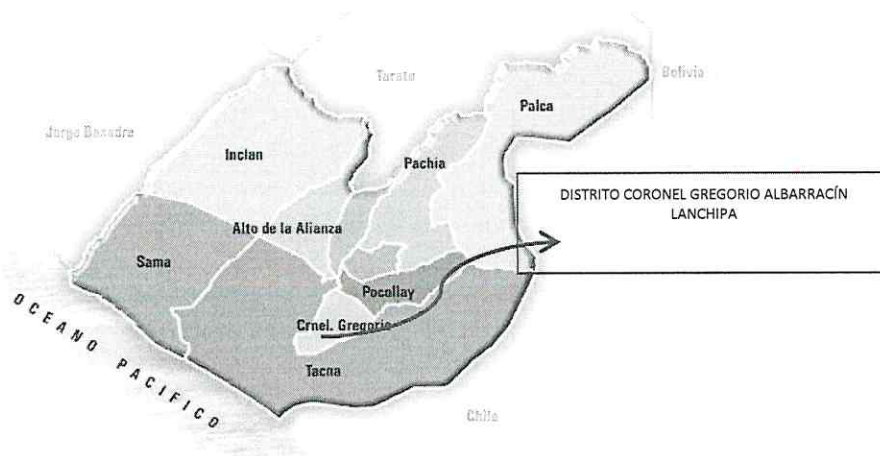 Tarata
Bolivia
Palca
Jorge Basadre
Inclan
Pachia
DISTRITO CORONEL GREGORIO ALBARRACÍN
LANCHIPA
Alto de la Alianza
Sama
Pocollay
Crnel. Gregorio
Tacna
OCEANO PACIFICO
Chile